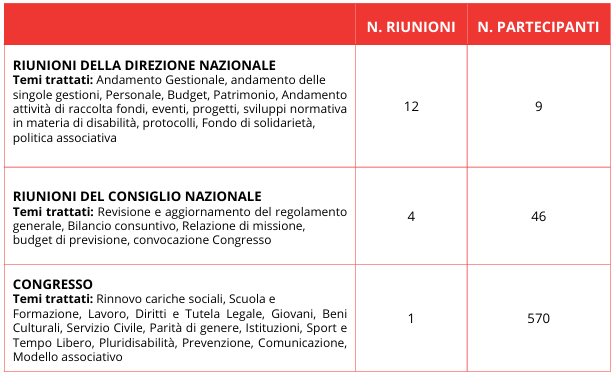 N. RIUNIONI N. PARTECIPANTI
RIUNIONI DELLA DIREZIONE NAZIONALE
Temi trattati: Andamento Gestionale, andamento delle
singole gestioni, Personale, Budget, Patrimonio, Andamento
attività di raccolta fondi, eventi, progetti, sviluppi normativa
in materia di disabilità, protocolli, Fondo di solidarietà,
politica associativa
12 9
RIUNIONI DEL CONSIGLIO NAZIONALE
Temi trattati: Revisione e aggiornamento del regolamento
generale, Bilancio consuntivo, Relazione di missione,
budget di previsione, convocazione Congresso
4 46
CONGRESSO
Temi trattati: Rinnovo cariche sociali, Scuola e
Formazione, Lavoro, Diritti e Tutela Legale, Giovani, Beni
Culturali, Servizio Civile, Parità di genere, Istituzioni, Sport e
Tempo Libero, Pluridisabilità, Prevenzione, Comunicazione,
Modello associativo
1 570